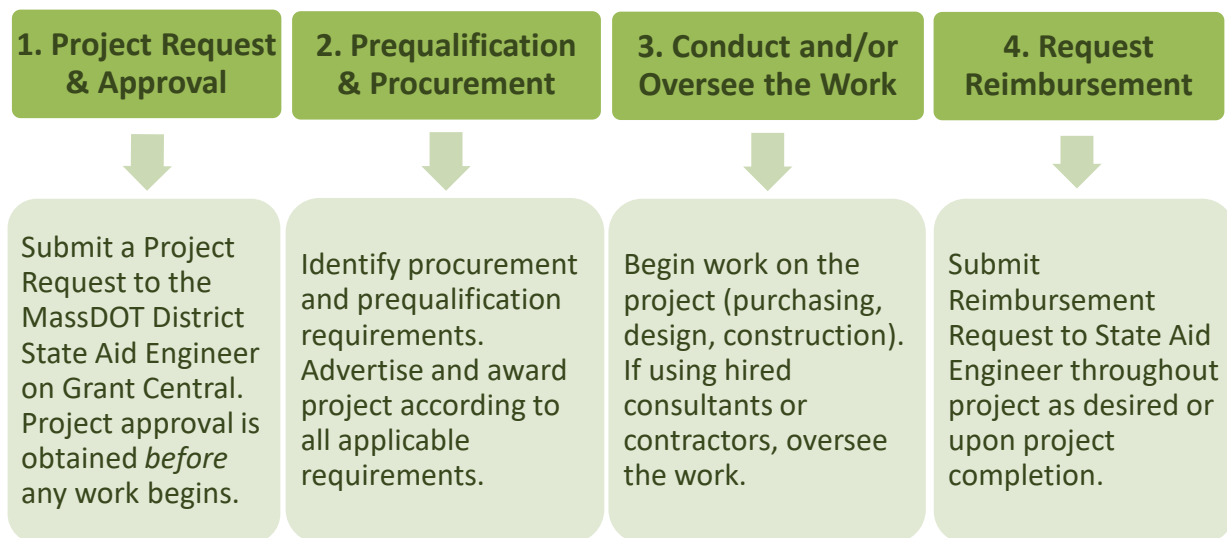 1. Project Request
& Approval
Submit a Project
Request to the
MassDOT District
State Aid Engineer
on Grant Central.
Project approval is
obtained before
any work begins.
2. Prequalification
& Procurement
Identify procurement
and prequalification
requirements.
Advertise and award
project according to
all applicable
requirements.
3. Conduct and/or
Oversee the Work
Begin work on the
project (purchasing,
design, construction).
If using hired
consultants or
contractors, oversee
the work.
4. Request
Reimbursement
Submit
Reimbursement
Request to State Aid
Engineer throughout
project as desired or
upon project
completion.